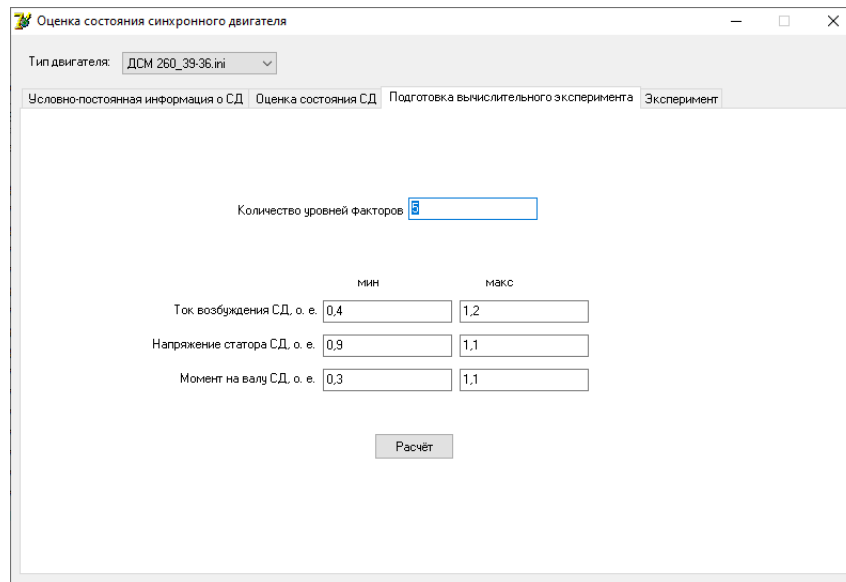 Оценка состояния синхронного двигателя
Тип двигателя: ДСМ 260_39-36.ini
Условно-постоянная информация о СД Оценка состояния СД Подготовка вычислительного эксперимента Эксперимент
Количество уровней факторов 5
мин макс
Ток возбуждения СД, о. е. 0,4 1,2
Напряжение статора СД, о. е. 0,9 1,1
Момент на валу СД, о. е. 0,3 1,1
Расчёт